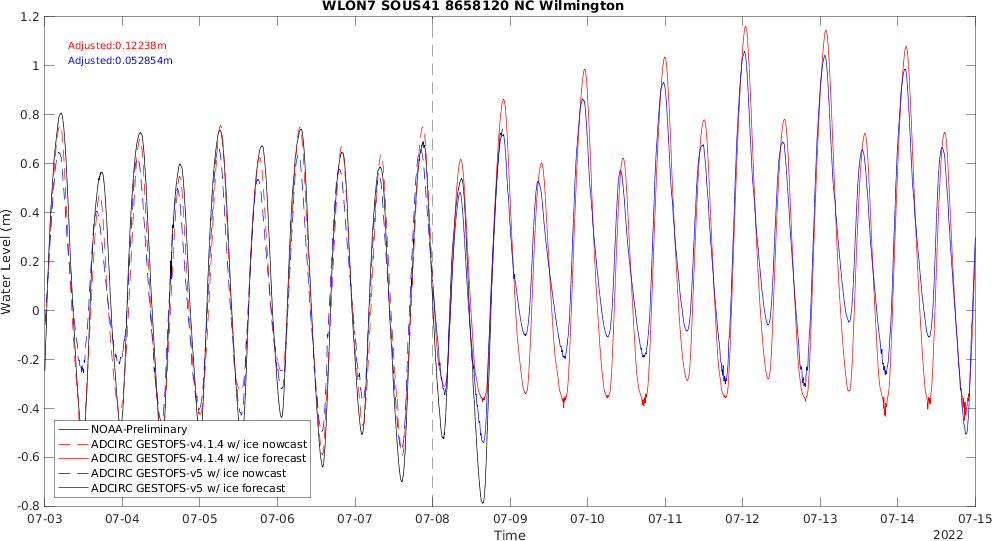 WLON7 SOUS41 8658120 NC Wilmington
Adjusted:0.12238m
Adjusted:0.052854m
Water Level (m)
1.2
1
0.8
0.6
0.4
0.2
0
-0.2
-0.4
-0.6
-0.8
NOAA-Preliminary
ADCIRC GESTOFS-v4.1.4 w/ ice nowcast
ADCIRC GESTOFS-v4.1.4 w/ ice forecast
ADCIRC GESTOFS-v5 w/ ice nowcast
ADCIRC GESTOFS-v5 w/ ice forecast
07-03 07-04 07-05 07-06 07-07 07-08 07-09 07-10 07-11 07-12 07-13 07-14 07-15
Time
2022